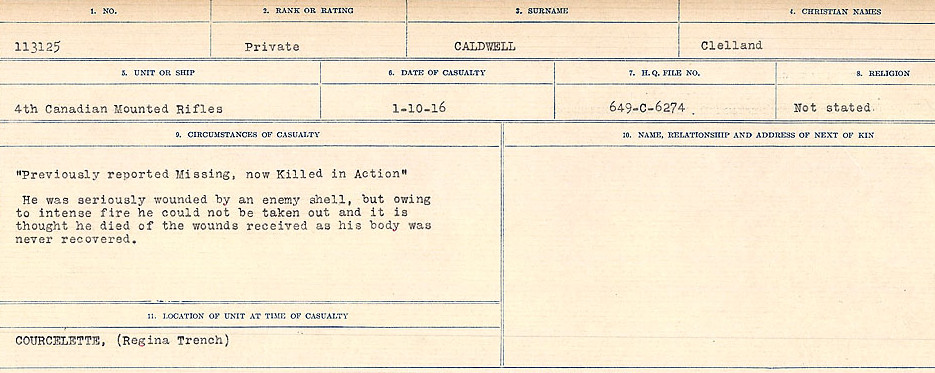 1. NO. 2. RANK OR RATING 3. SURNAME 4. CHRISTIAN NAMES
113125 Private CALDWELL Clelland
5. UNIT OR SHIP 6. DATE OF CASUALTY 7. H.Q. FILE NO. 8. RELIGION
4th Canadian Mounted Rifles 1-10-16 649-C-6274 Not stated.
9. CIRCUMSTANCES OF CASUALTY 10. NAME, RELATIONSHIP AND ADDRESS OF NEXT OF KIN
"Previously reported Missing, now Killed in Action"
He was seriously wounded by an enemy shell, but owing
to intense fire he could not be taken out and it is
thought he died of the wounds received as his body was
never recovered.
11. LOCATION OF UNIT AT TIME OF CASUALTY
COURCELETTE, (Regina Trench)